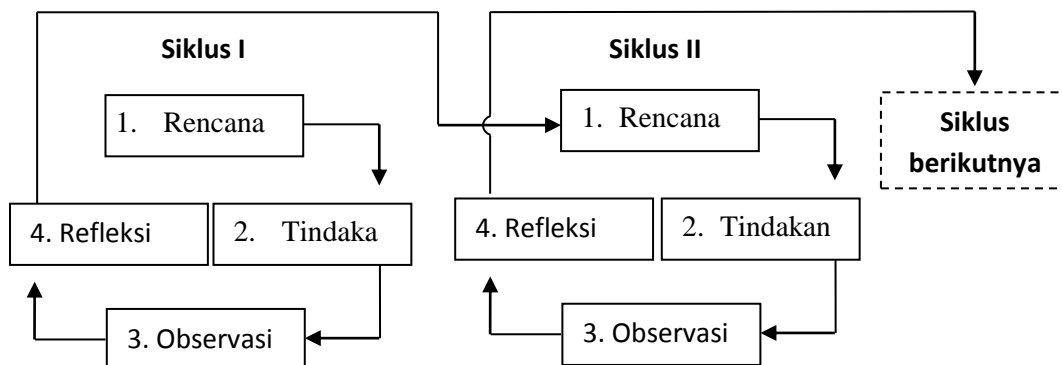 Siklus I
1. Rencana
4. Refleksi
2. Tindaka
3. Observasi
Siklus II
1. Rencana
4. Refleksi
2. Tindakan
3. Observasi
Siklus
berikutnya